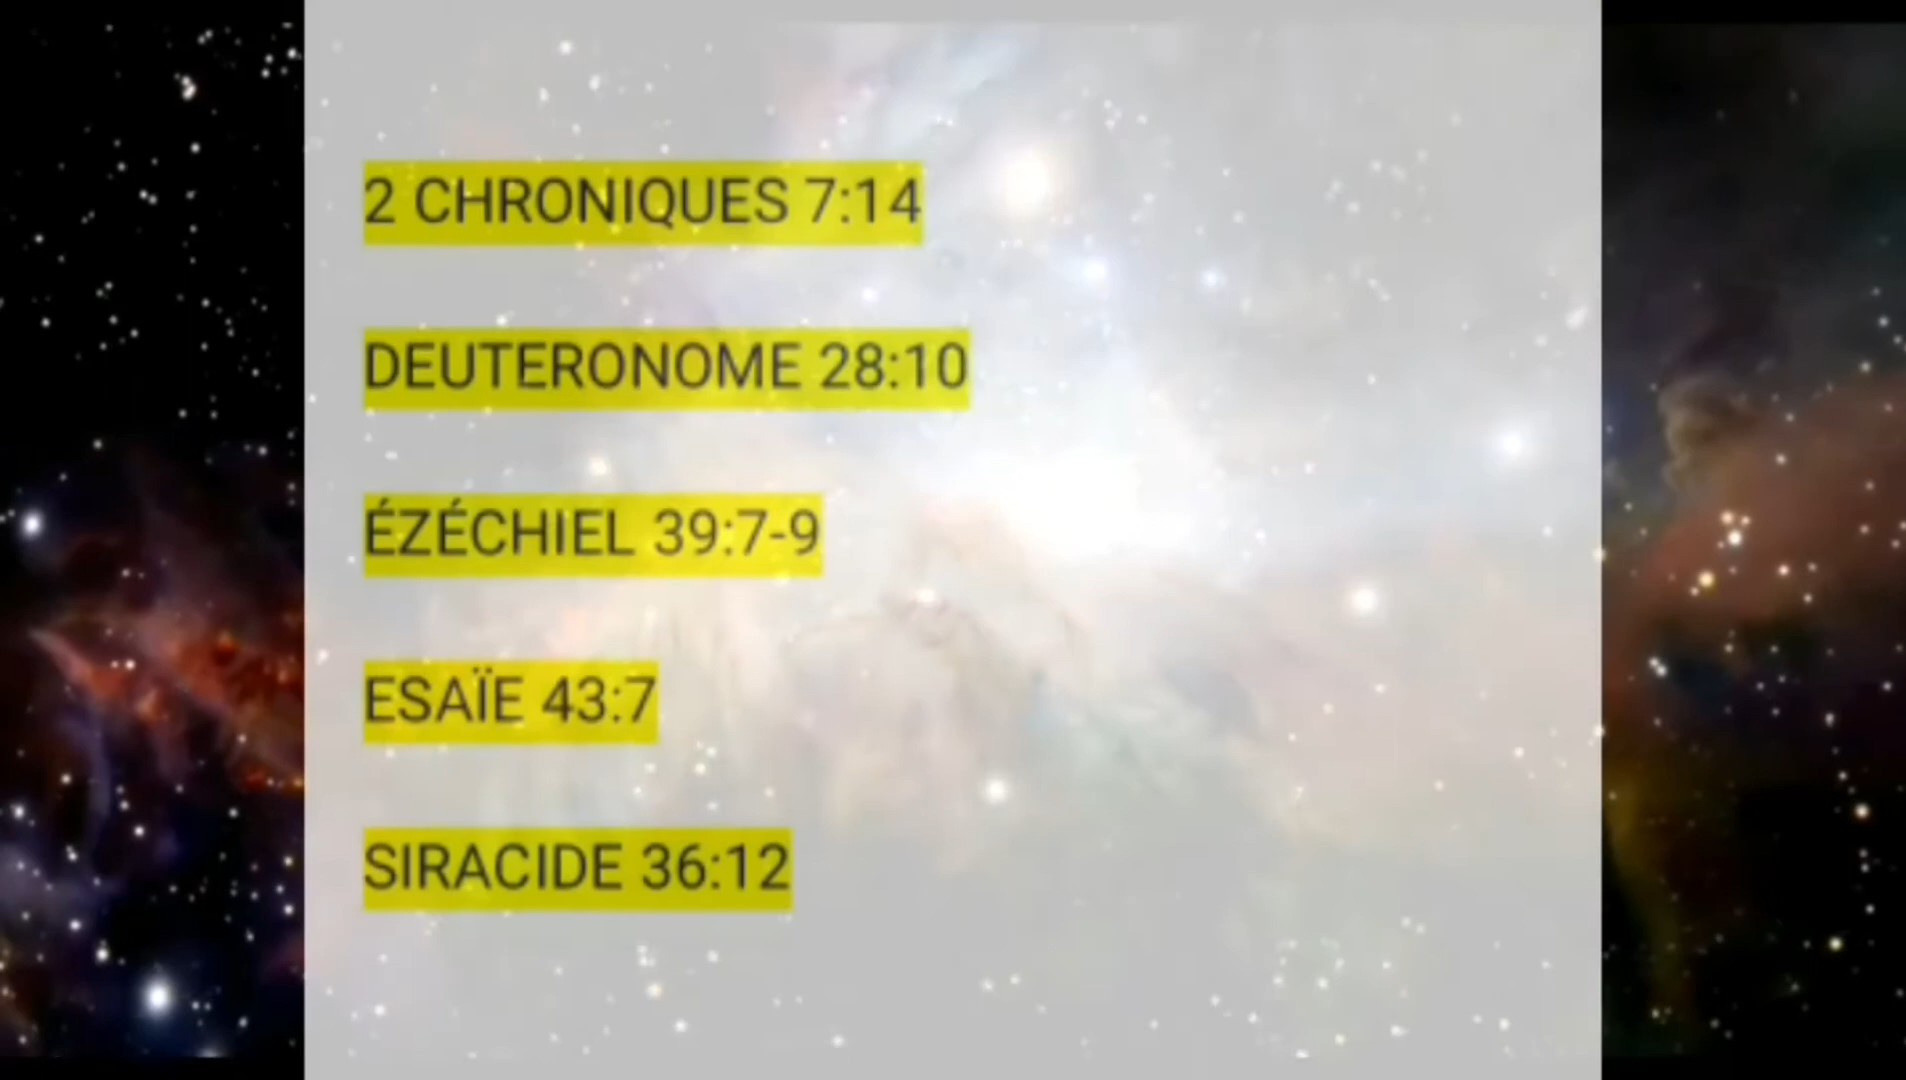 2 CHRONIQUES 7:14
DEUTERONOME 28:10
ÉZÉCHIEL 39:7-9
ESAÏE 43:7
SIRACIDE 36:12